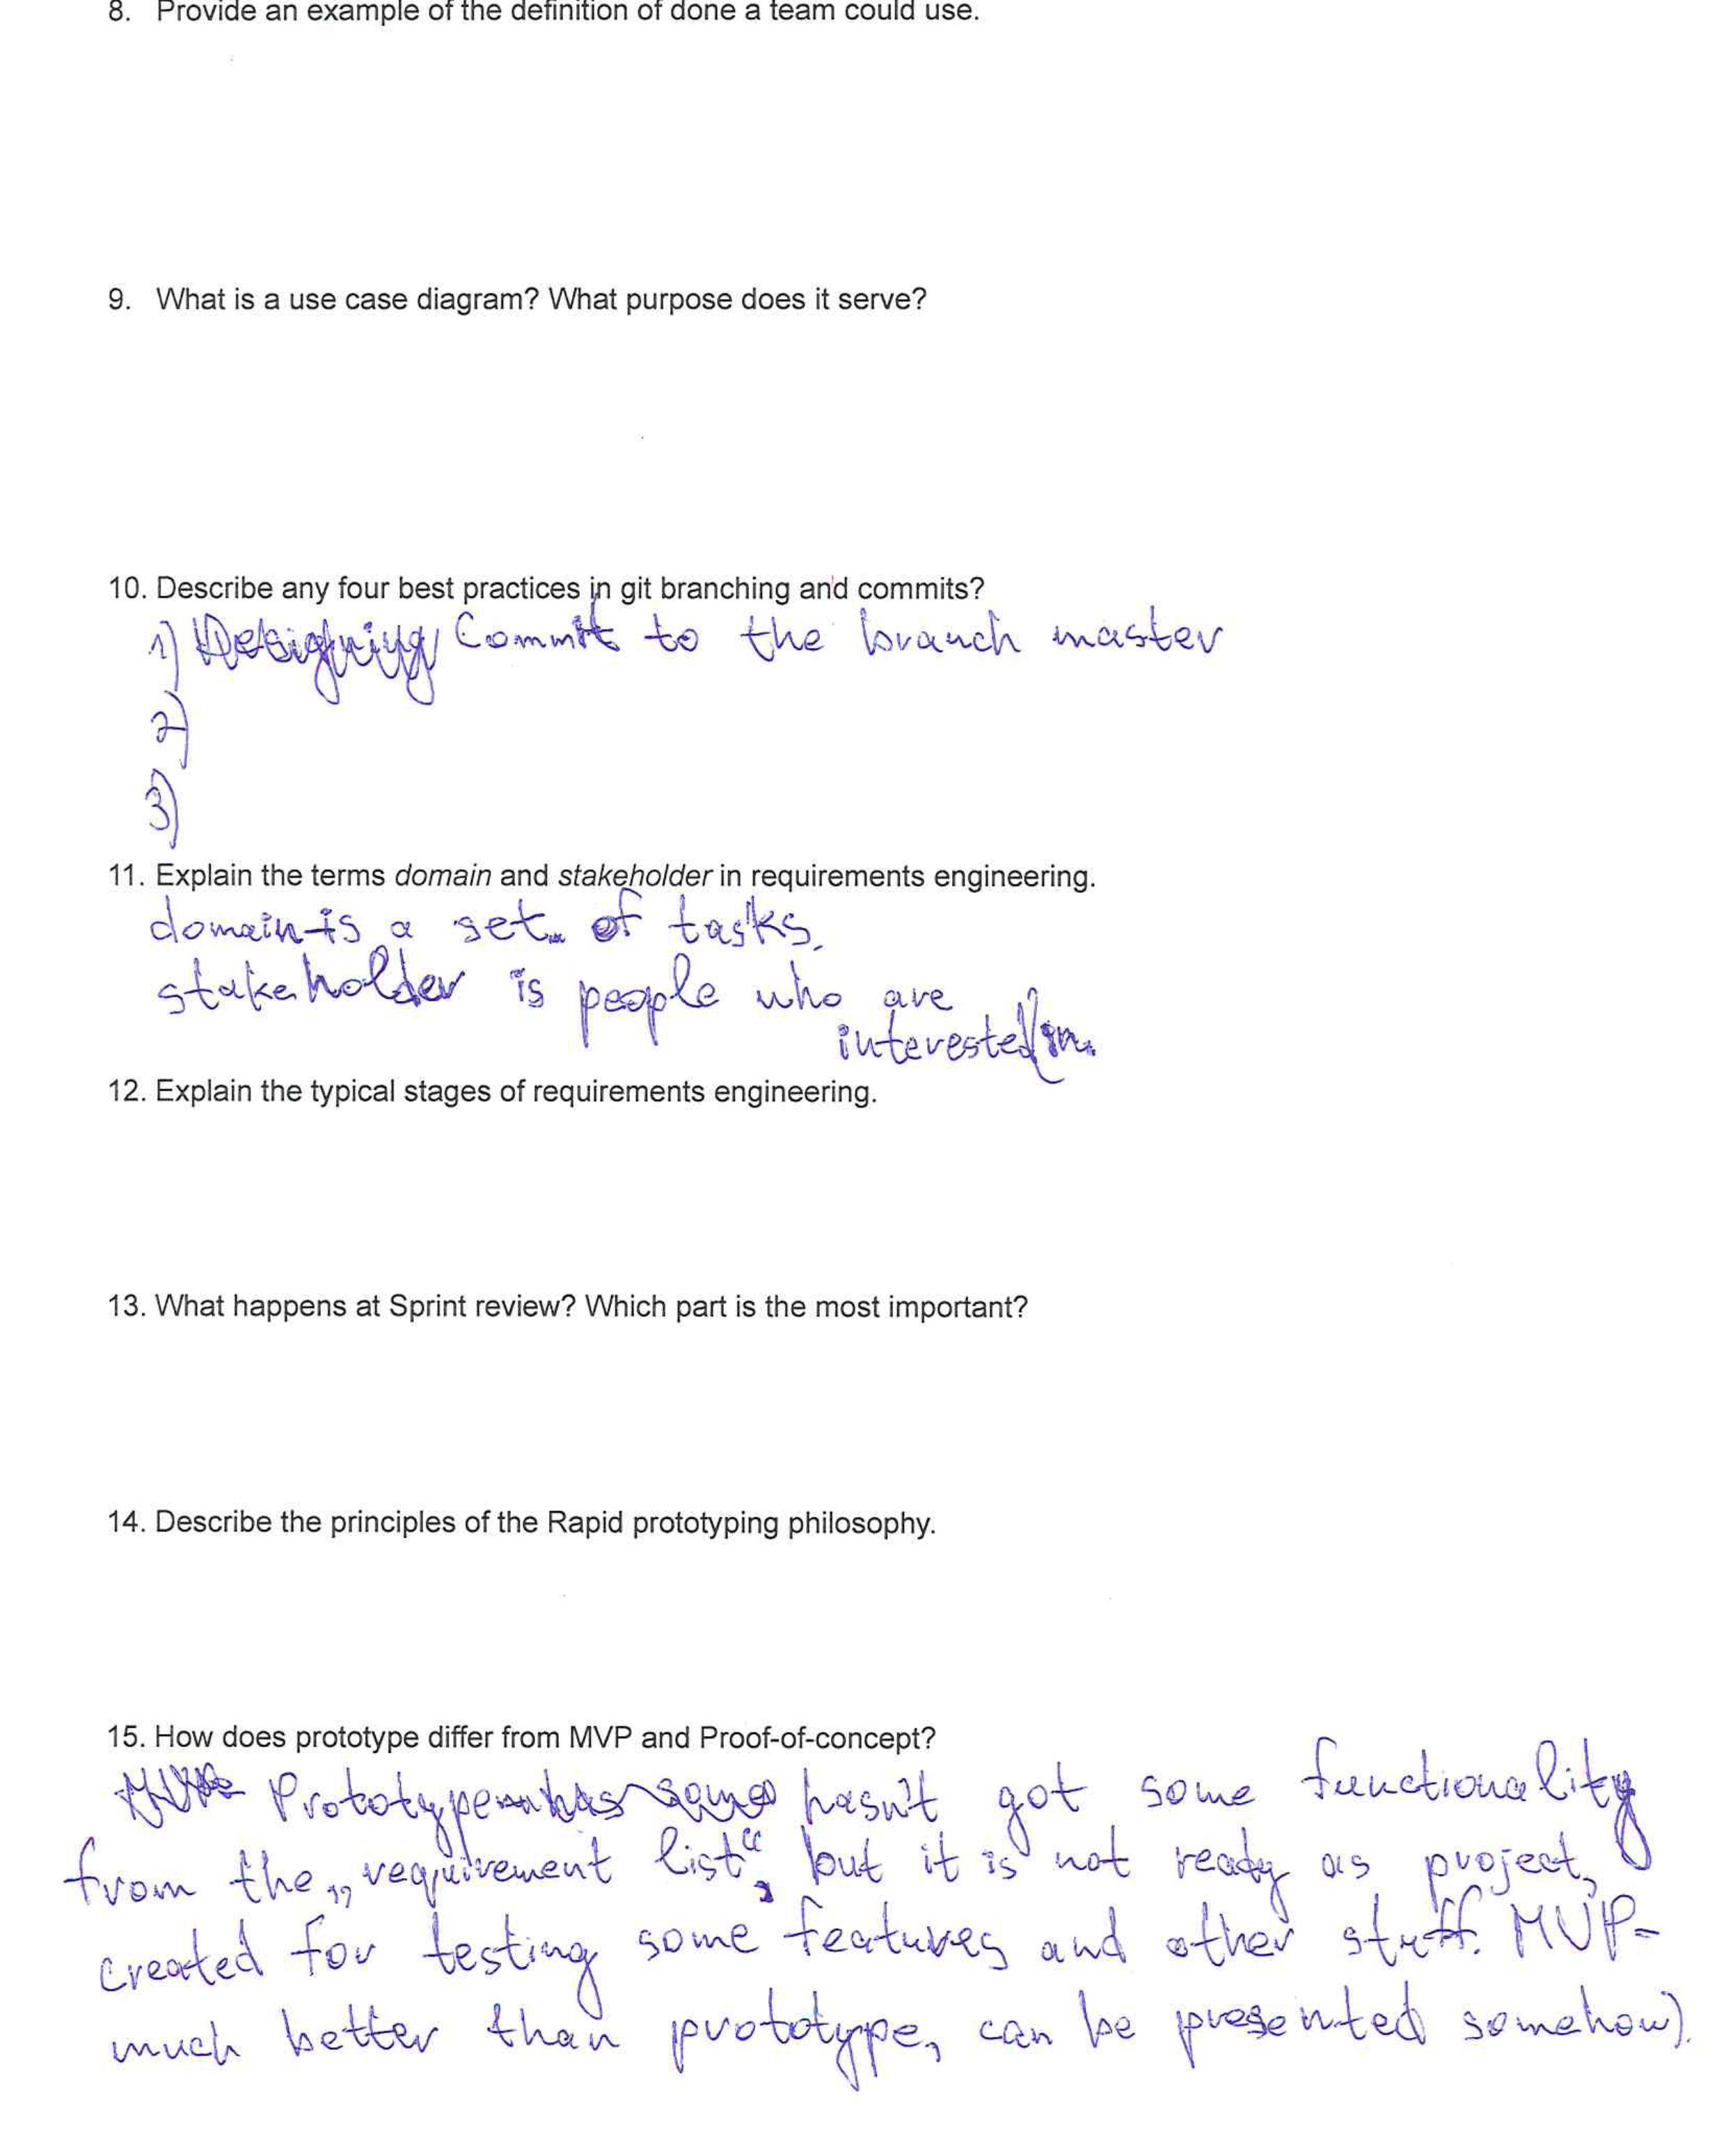 8. Provide an example of the definition of done a team could use.
9. What is a use case diagram? What purpose does it serve?
10. Describe any four best practices in git branching and commits?
1) Designing Commit to the branch master
2)
3)
11. Explain the terms domain and stakeholder in requirements engineering.
domain is a set of tasks.
stakeholder is people who are
interested in.
12. Explain the typical stages of requirements engineering.
13. What happens at Sprint review? Which part is the most important?
14. Describe the principles of the Rapid prototyping philosophy.
15. How does prototype differ from MVP and Proof-of-concept?
Prototype has some hasn't got some functionality
from the „requirement list“, but it is not ready as project,
created for testing some features and other stuff. MVP-
much better than prototype, can be presented somehow).